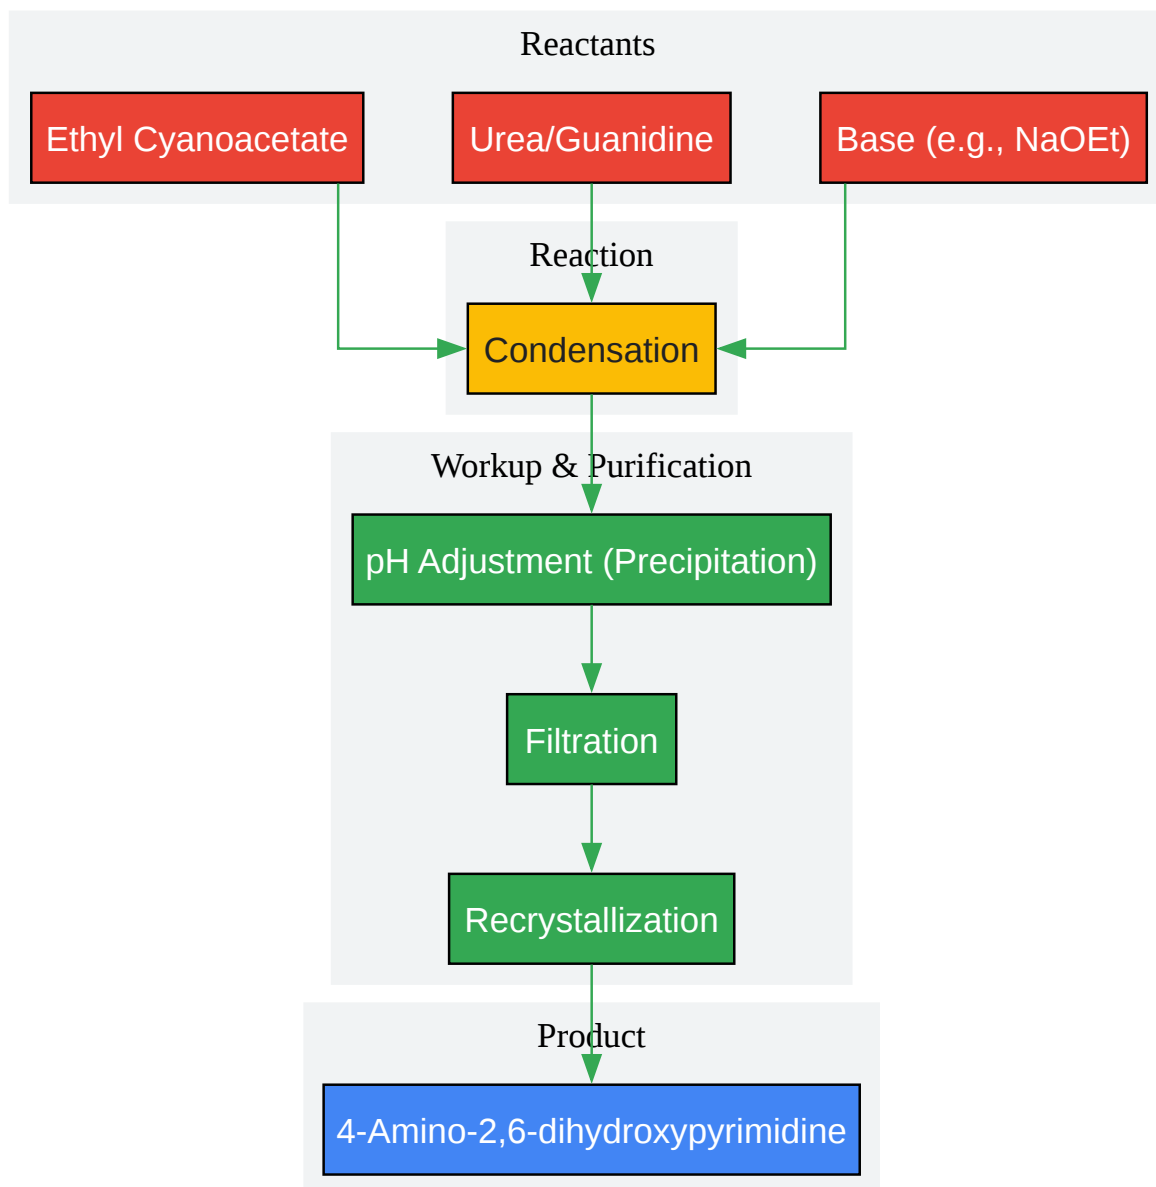 Reactants
Ethyl Cyanoacetate
Urea/Guanidine
Base (e.g., NaOEt)
Reaction
Condensation
Workup & Purification
pH Adjustment (Precipitation)
Filtration
Recrystallization
Product
4-Amino-2,6-dihydroxypyrimidine